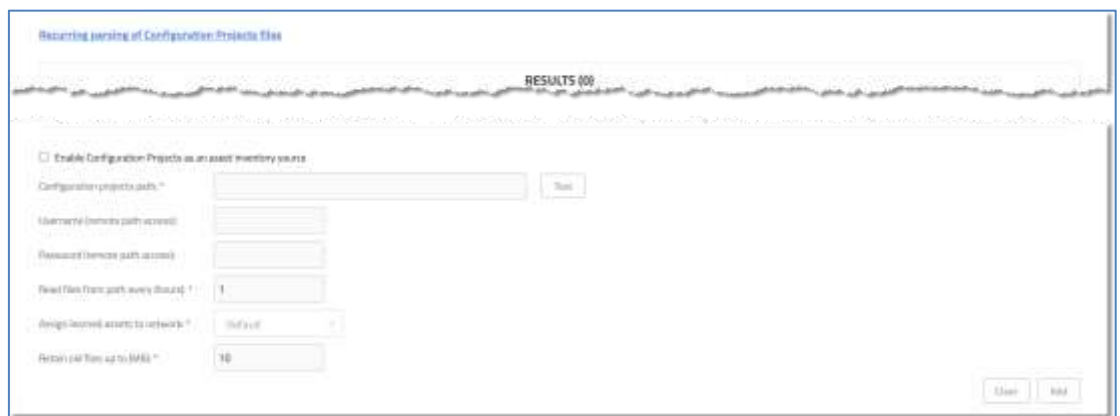 Recurring parsing of Configuration Projects files
RESULTS (0)
Enable Configuration Projects as an asset inventory source
Configuration projects path: *
Test
Username (remote path access):
Password (remote path access):
Read files from path every (hours): *
1
Assign learned assets to network: *
Default
Retain old files up to (MB): *
10
Clear
Add